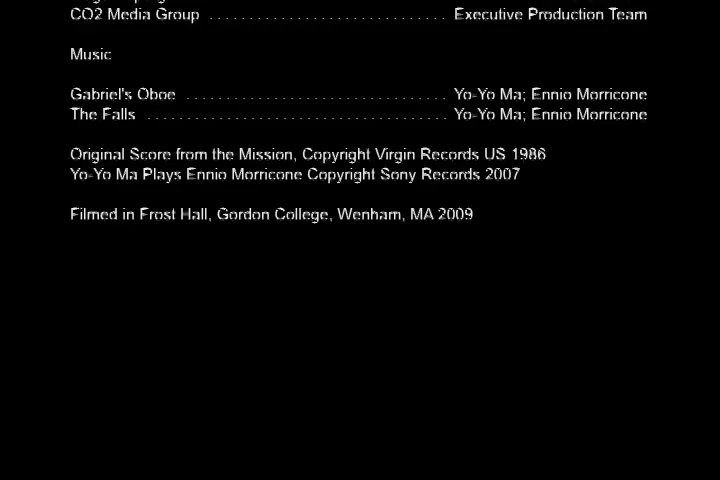 CO2 Media Group ............................. Executive Production Team
Music
Gabriel's Oboe ................................ Yo-Yo Ma; Ennio Morricone
The Falls ..................................... Yo-Yo Ma; Ennio Morricone
Original Score from the Mission, Copyright Virgin Records US 1986
Yo-Yo Ma Plays Ennio Morricone Copyright Sony Records 2007
Filmed in Frost Hall, Gordon College, Wenham, MA 2009